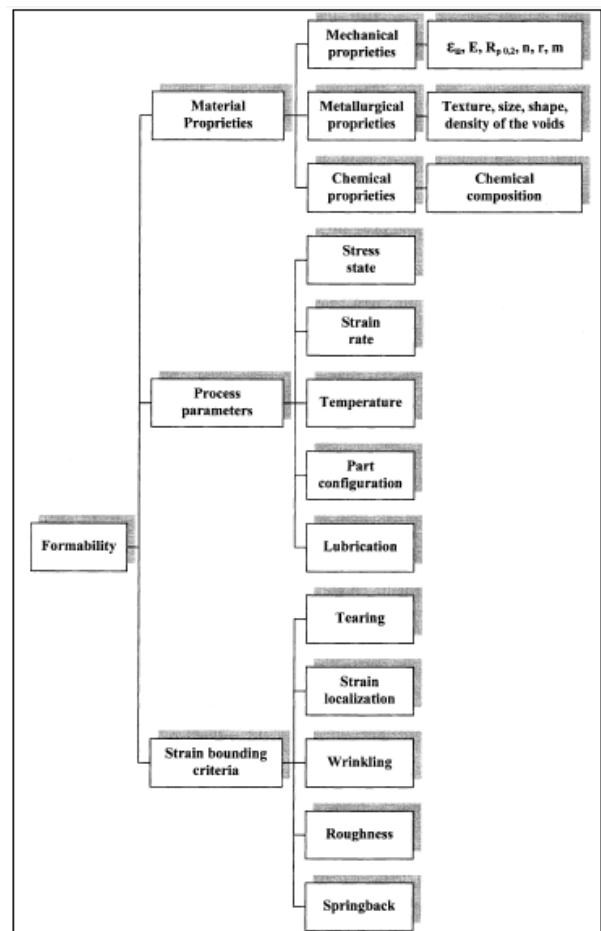 Mechanical
proprieties
ε_u, E, R_p 0,2, n, r, m
Material
Proprieties
Metallurgical
proprieties
Texture, size, shape,
density of the voids
Chemical
proprieties
Chemical
composition
Stress
state
Strain
rate
Process
parameters
Temperature
Part
configuration
Formability
Lubrication
Tearing
Strain
localization
Strain bounding
criteria
Wrinkling
Roughness
Springback